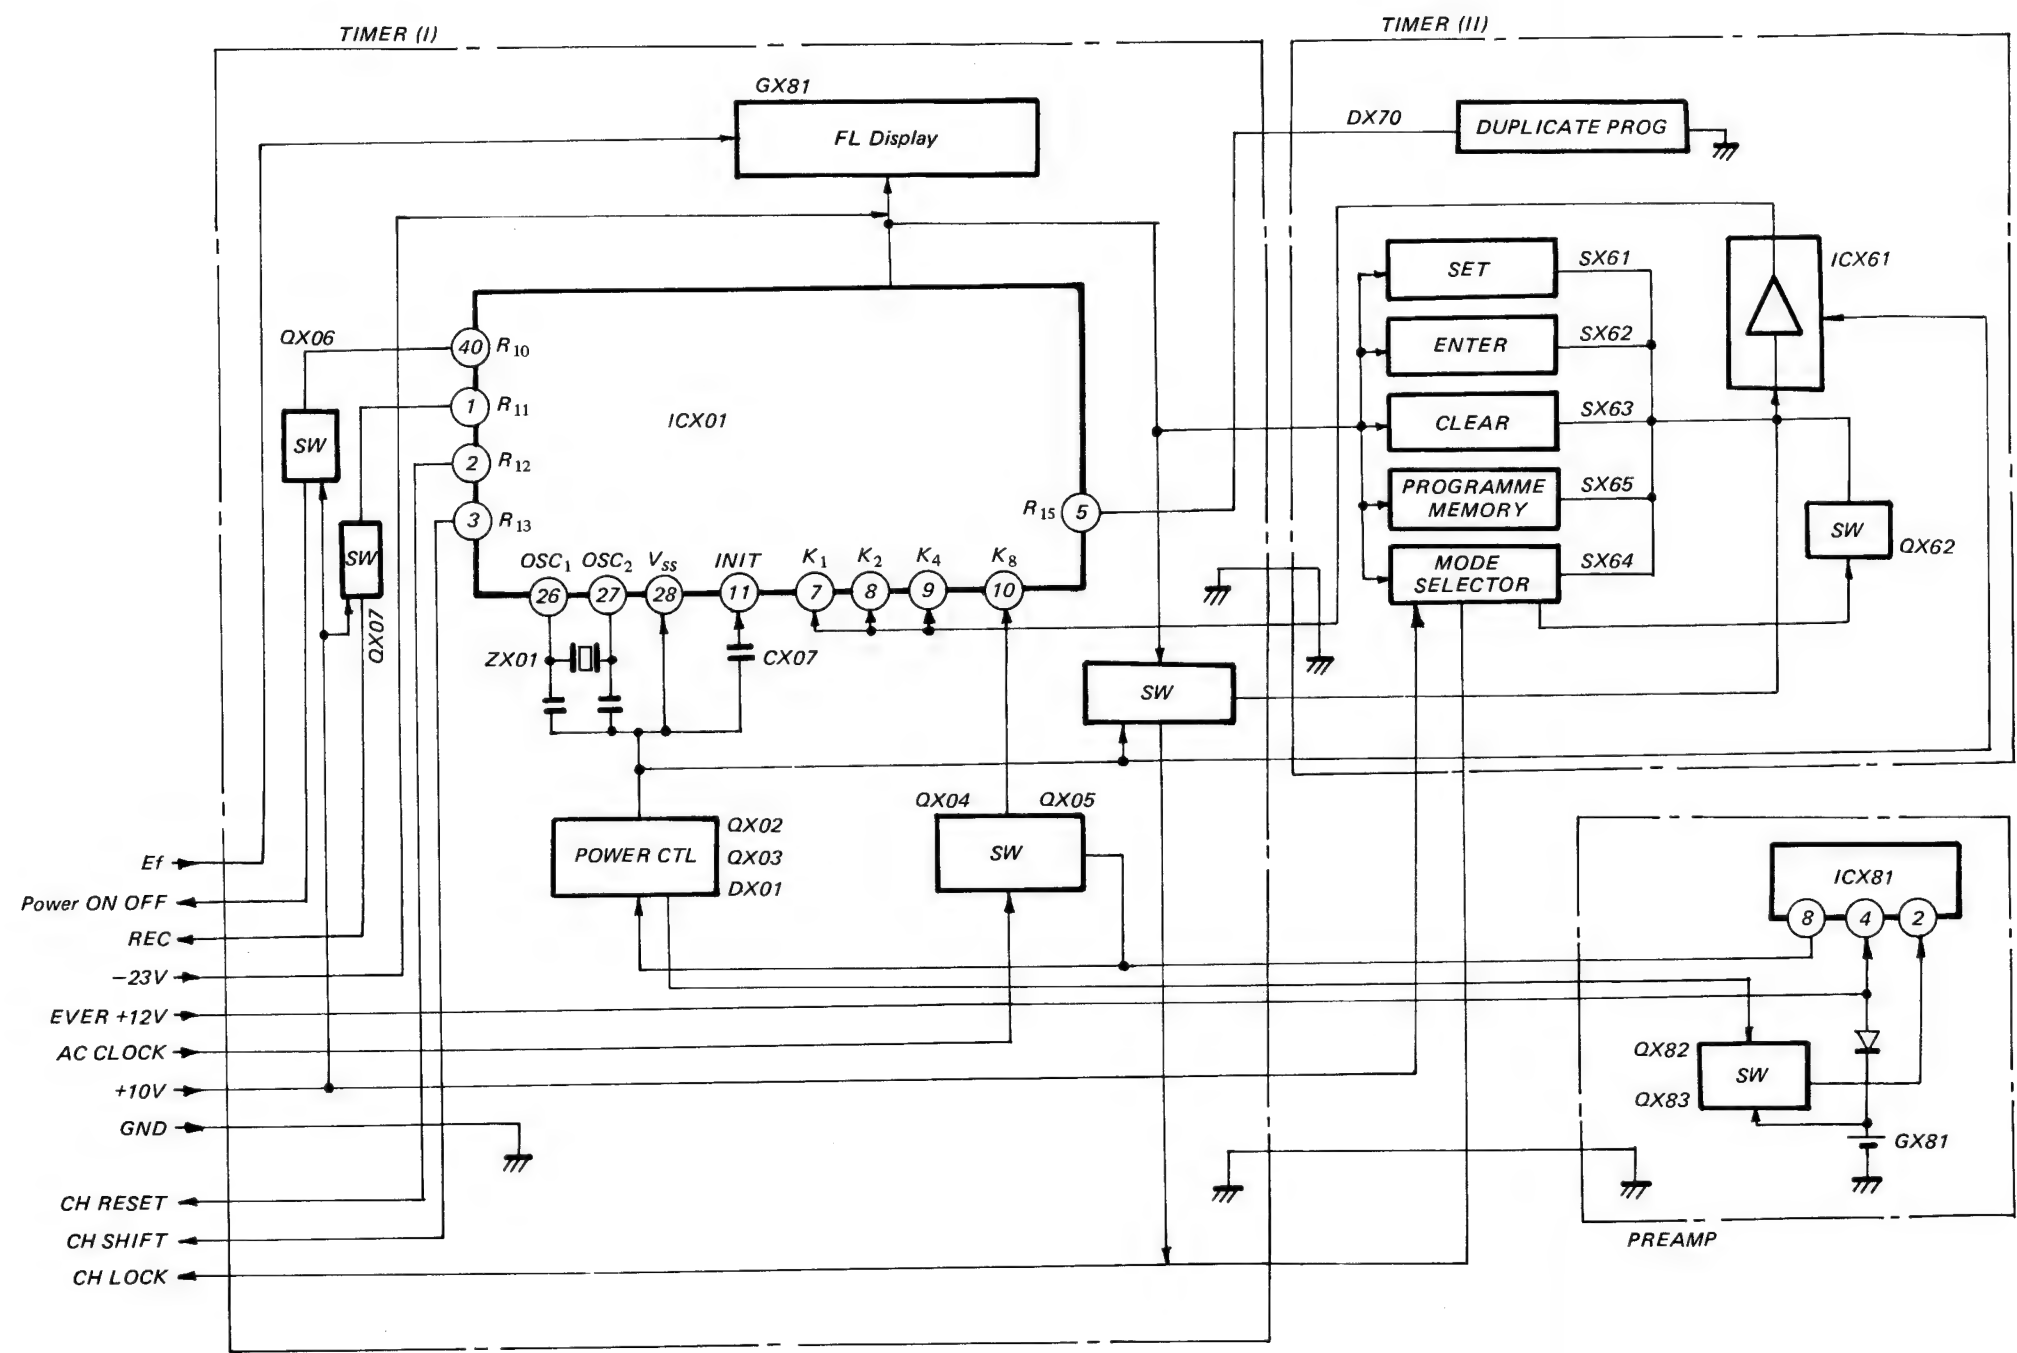 TIMER (I)
TIMER (II)
GX81
FL Display
DX70
DUPLICATE PROG
SET
SX61
ICX61
ENTER
SX62
CLEAR
SX63
PROGRAMME
MEMORY
SX65
MODE
SELECTOR
SX64
SW
QX62
QX06
SW
SW
QX07
40 R10
1 R11
2 R12
3 R13
ICX01
R15 5
OSC1 OSC2 VSS INIT K1 K2 K4 K8
26 27 28 11 7 8 9 10
ZX01
CX07
SW
POWER CTL
QX02
QX03
DX01
QX04 QX05
SW
ICX81
8 4 2
QX82
SW
QX83
GX81
PREAMP
Ef
Power ON OFF
REC
−23V
EVER +12V
AC CLOCK
+10V
GND
CH RESET
CH SHIFT
CH LOCK